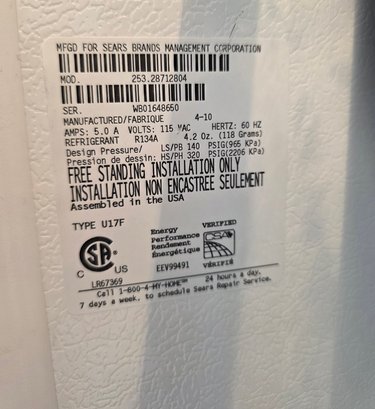 MFGD FOR SEARS BRANDS MANAGEMENT CORPORATION
MOD. 253.28712804
SER. WB01648650
MANUFACTURED/FABRIQUE 4-10
AMPS: 5.0 A VOLTS: 115 VAC HERTZ: 60 HZ
REFRIGERANT R134A 4.2 Oz. (118 Grams)
Design Pressure/ LS/PB 140 PSIG(965 KPa)
Pression de dessin: HS/PH 320 PSIG(2206 KPa)
FREE STANDING INSTALLATION ONLY
INSTALLATION NON ENCASTREE SEULEMENT
Assembled in the USA
TYPE U17F
Energy Performance Rendement Énergétique
VERIFIED
CSA
VÉRIFIÉ
EEV99491
C SA US
LR67369
Call 1-800-4-MY-HOME℠ 24 hours a day,
7 days a week, to schedule Sears Repair Service.